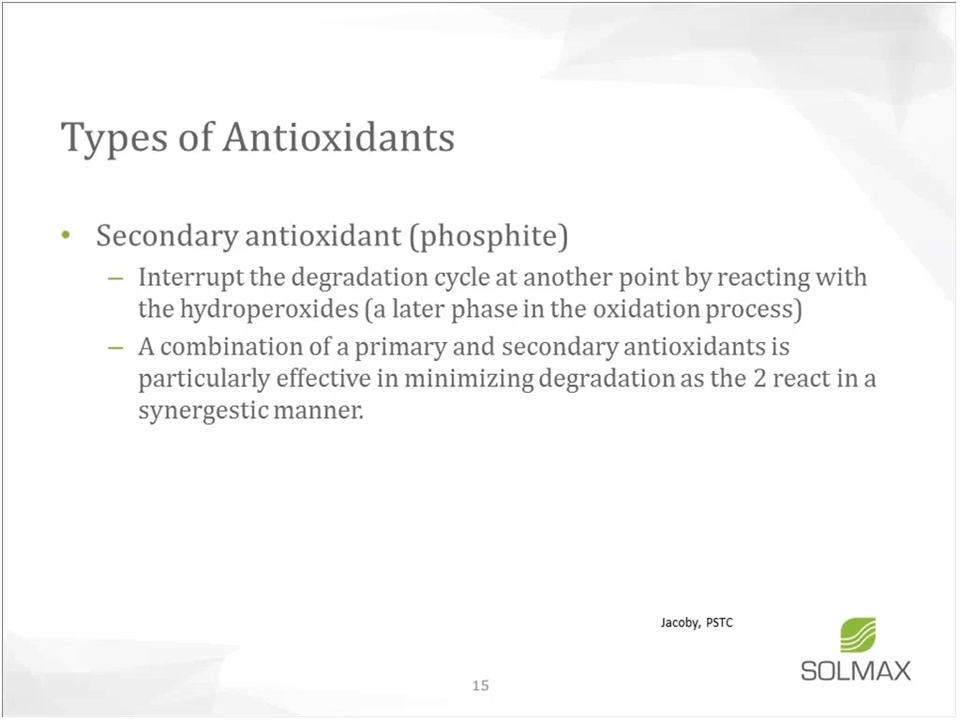 Types of Antioxidants
• Secondary antioxidant (phosphite)
– Interrupt the degradation cycle at another point by reacting with
the hydroperoxides (a later phase in the oxidation process)
– A combination of a primary and secondary antioxidants is
particularly effective in minimizing degradation as the 2 react in a
synergestic manner.
Jacoby, PSTC
SOLMAX
15